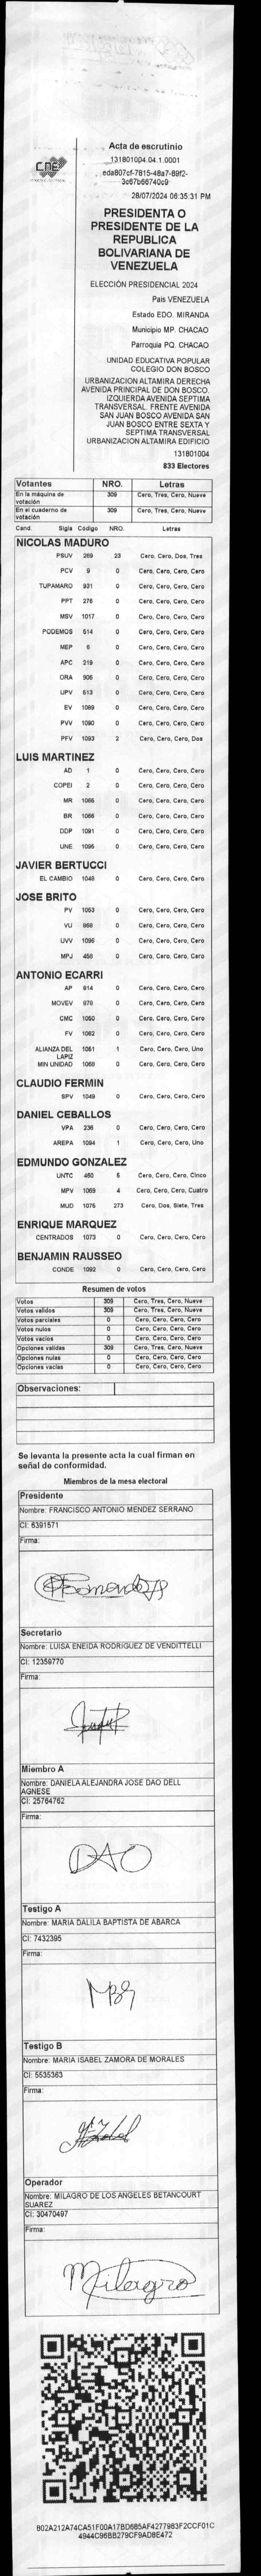 CNE
Acta de escrutinio
131801004.04.1.0001
eda807cf-7815-48a7-89f2-
3c67b66740c9
28/07/2024 06:35:31 PM
PRESIDENTA O
PRESIDENTE DE LA
REPUBLICA
BOLIVARIANA DE
VENEZUELA
ELECCIÓN PRESIDENCIAL 2024
Pais VENEZUELA
Estado EDO. MIRANDA
Municipio MP. CHACAO
Parroquia PQ. CHACAO
UNIDAD EDUCATIVA POPULAR
COLEGIO DON BOSCO
URBANIZACION ALTAMIRA DERECHA
AVENIDA PRINCIPAL DE DON BOSCO.
IZQUIERDA AVENIDA SEPTIMA
TRANSVERSAL. FRENTE AVENIDA
SAN JUAN BOSCO AVENIDA SAN
JUAN BOSCO ENTRE SEXTA Y
SEPTIMA TRANSVERSAL
URBANIZACION ALTAMIRA EDIFICIO
131801004
833 Electores
Votantes NRO. Letras
En la máquina de votación 309 Cero, Tres, Cero, Nueve
En el cuaderno de votación 309 Cero, Tres, Cero, Nueve
Cand. Sigla Código NRO. Letras
NICOLAS MADURO
PSUV 269 23 Cero, Cero, Dos, Tres
PCV 9 0 Cero, Cero, Cero, Cero
TUPAMARO 931 0 Cero, Cero, Cero, Cero
PPT 276 0 Cero, Cero, Cero, Cero
MSV 1017 0 Cero, Cero, Cero, Cero
PODEMOS 514 0 Cero, Cero, Cero, Cero
MEP 6 0 Cero, Cero, Cero, Cero
APC 219 0 Cero, Cero, Cero, Cero
ORA 906 0 Cero, Cero, Cero, Cero
UPV 513 0 Cero, Cero, Cero, Cero
EV 1089 0 Cero, Cero, Cero, Cero
PVV 1090 0 Cero, Cero, Cero, Cero
PFV 1093 2 Cero, Cero, Cero, Dos
LUIS MARTINEZ
AD 1 0 Cero, Cero, Cero, Cero
COPEI 2 0 Cero, Cero, Cero, Cero
MR 1065 0 Cero, Cero, Cero, Cero
BR 1066 0 Cero, Cero, Cero, Cero
DDP 1091 0 Cero, Cero, Cero, Cero
UNE 1095 0 Cero, Cero, Cero, Cero
JAVIER BERTUCCI
EL CAMBIO 1048 0 Cero, Cero, Cero, Cero
JOSE BRITO
PV 1053 0 Cero, Cero, Cero, Cero
VU 868 0 Cero, Cero, Cero, Cero
UVV 1096 0 Cero, Cero, Cero, Cero
MPJ 458 0 Cero, Cero, Cero, Cero
ANTONIO ECARRI
AP 814 0 Cero, Cero, Cero, Cero
MOVEV 878 0 Cero, Cero, Cero, Cero
CMC 1050 0 Cero, Cero, Cero, Cero
FV 1062 0 Cero, Cero, Cero, Cero
ALIANZA DEL LAPIZ 1051 1 Cero, Cero, Cero, Uno
MIN UNIDAD 1068 0 Cero, Cero, Cero, Cero
CLAUDIO FERMIN
SPV 1049 0 Cero, Cero, Cero, Cero
DANIEL CEBALLOS
VPA 236 0 Cero, Cero, Cero, Cero
AREPA 1094 1 Cero, Cero, Cero, Uno
EDMUNDO GONZALEZ
UNTC 460 5 Cero, Cero, Cero, Cinco
MPV 1069 4 Cero, Cero, Cero, Cuatro
MUD 1075 273 Cero, Dos, Siete, Tres
ENRIQUE MARQUEZ
CENTRADOS 1073 0 Cero, Cero, Cero, Cero
BENJAMIN RAUSSEO
CONDE 1092 0 Cero, Cero, Cero, Cero
Resumen de votos
Votos 309 Cero, Tres, Cero, Nueve
Votos validos 309 Cero, Tres, Cero, Nueve
Votos parciales 0 Cero, Cero, Cero, Cero
Votos nulos 0 Cero, Cero, Cero, Cero
Votos vacios 0 Cero, Cero, Cero, Cero
Opciones validas 309 Cero, Tres, Cero, Nueve
Opciones nulas 0 Cero, Cero, Cero, Cero
Opciones vacias 0 Cero, Cero, Cero, Cero
Observaciones:
Se levanta la presente acta la cual firman en
señal de conformidad.
Miembros de la mesa electoral
Presidente
Nombre: FRANCISCO ANTONIO MENDEZ SERRANO
CI: 6391571
Firma:
Secretario
Nombre: LUISA ENEIDA RODRIGUEZ DE VENDITTELLI
CI: 12359770
Firma:
Miembro A
Nombre: DANIELA ALEJANDRA JOSE DAO DELL
AGNESE
CI: 25764762
Firma:
DAO
Testigo A
Nombre: MARIA DALILA BAPTISTA DE ABARCA
CI: 7432395
Firma:
Testigo B
Nombre: MARIA ISABEL ZAMORA DE MORALES
CI: 5535363
Firma:
Operador
Nombre: MILAGRO DE LOS ANGELES BETANCOURT
SUAREZ
CI: 30470497
Firma:
Milagro
802A212A74CA51F00A17BD685AF4277983F2CCF01C
4944C96BB279CF9AD8E472